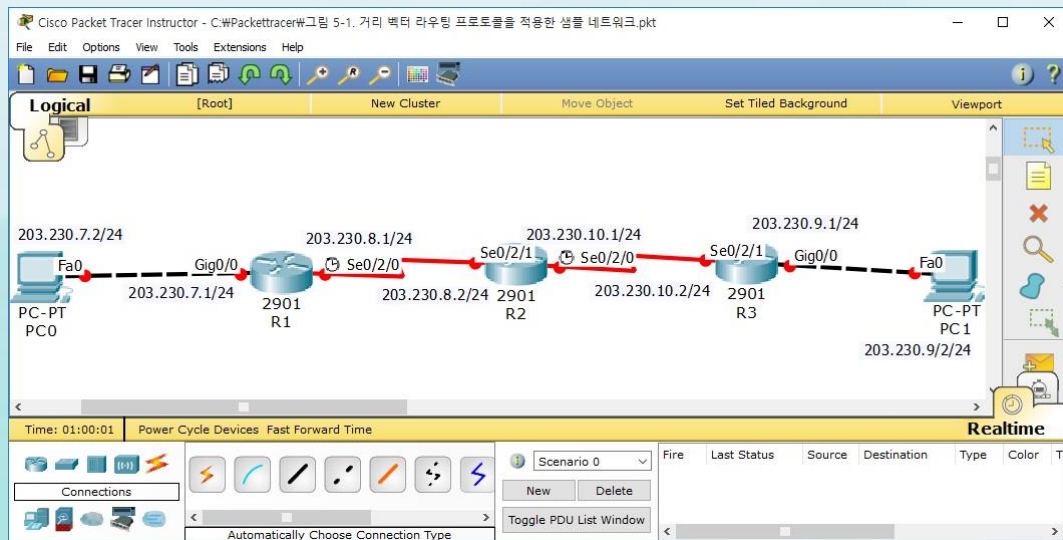 Cisco Packet Tracer Instructor - C:₩Packettracer₩그림 5-1. 거리 벡터 라우팅 프로토콜을 적용한 샘플 네트워크.pkt
File Edit Options View Tools Extensions Help
Logical [Root] New Cluster Move Object Set Tiled Background Viewport
203.230.7.2/24
203.230.8.1/24
203.230.10.1/24
203.230.9.1/24
Fa0 Gig0/0 Se0/2/0 Se0/2/1 Se0/2/0 Se0/2/1 Gig0/0 Fa0
203.230.7.1/24
203.230.8.2/24
203.230.10.2/24
PC-PT
PC0
2901
R1
2901
R2
2901
R3
PC-PT
PC1
203.230.9/2/24
Time: 01:00:01 Power Cycle Devices Fast Forward Time Realtime
Connections
Automatically Choose Connection Type
Scenario 0
New Delete
Toggle PDU List Window
Fire Last Status Source Destination Type Color T